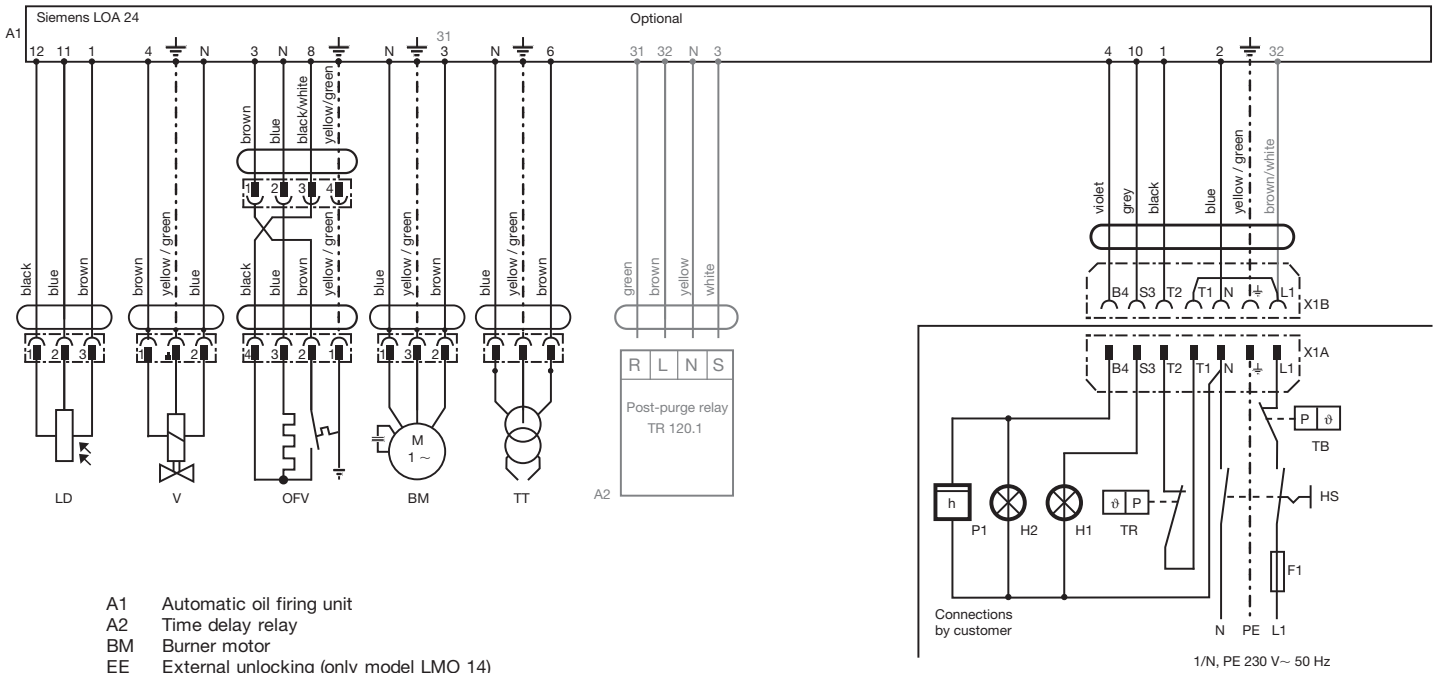 Siemens LOA 24
Optional
A1
31
12 11 1 4 N 3 N 8 N 3 N 6 31 32 N 3 4 10 1 2 32
brown blue black/white yellow/green
violet grey black blue yellow / green brown/white
1 2 3 4
black blue brown
yellow / green blue
black blue brown yellow / green
blue yellow / green brown
blue yellow / green brown
green brown yellow white
B4 S3 T2 T1 N L1 X1B
X1A
B4 S3 T2 T1 N L1
1 2 3 1 2 4 3 2 1 1 3 2
R L N S
Post-purge relay
TR 120.1
A2
P ϑ
TB
M
1 ~
LD V OFV BM TT
h P1 H2 H1
ϑ P
TR
HS
F1
Connections
by customer
N PE L1
1/N, PE 230 V~ 50 Hz
A1 Automatic oil firing unit
A2 Time delay relay
BM Burner motor
EE External unlocking (only model LMO 14)